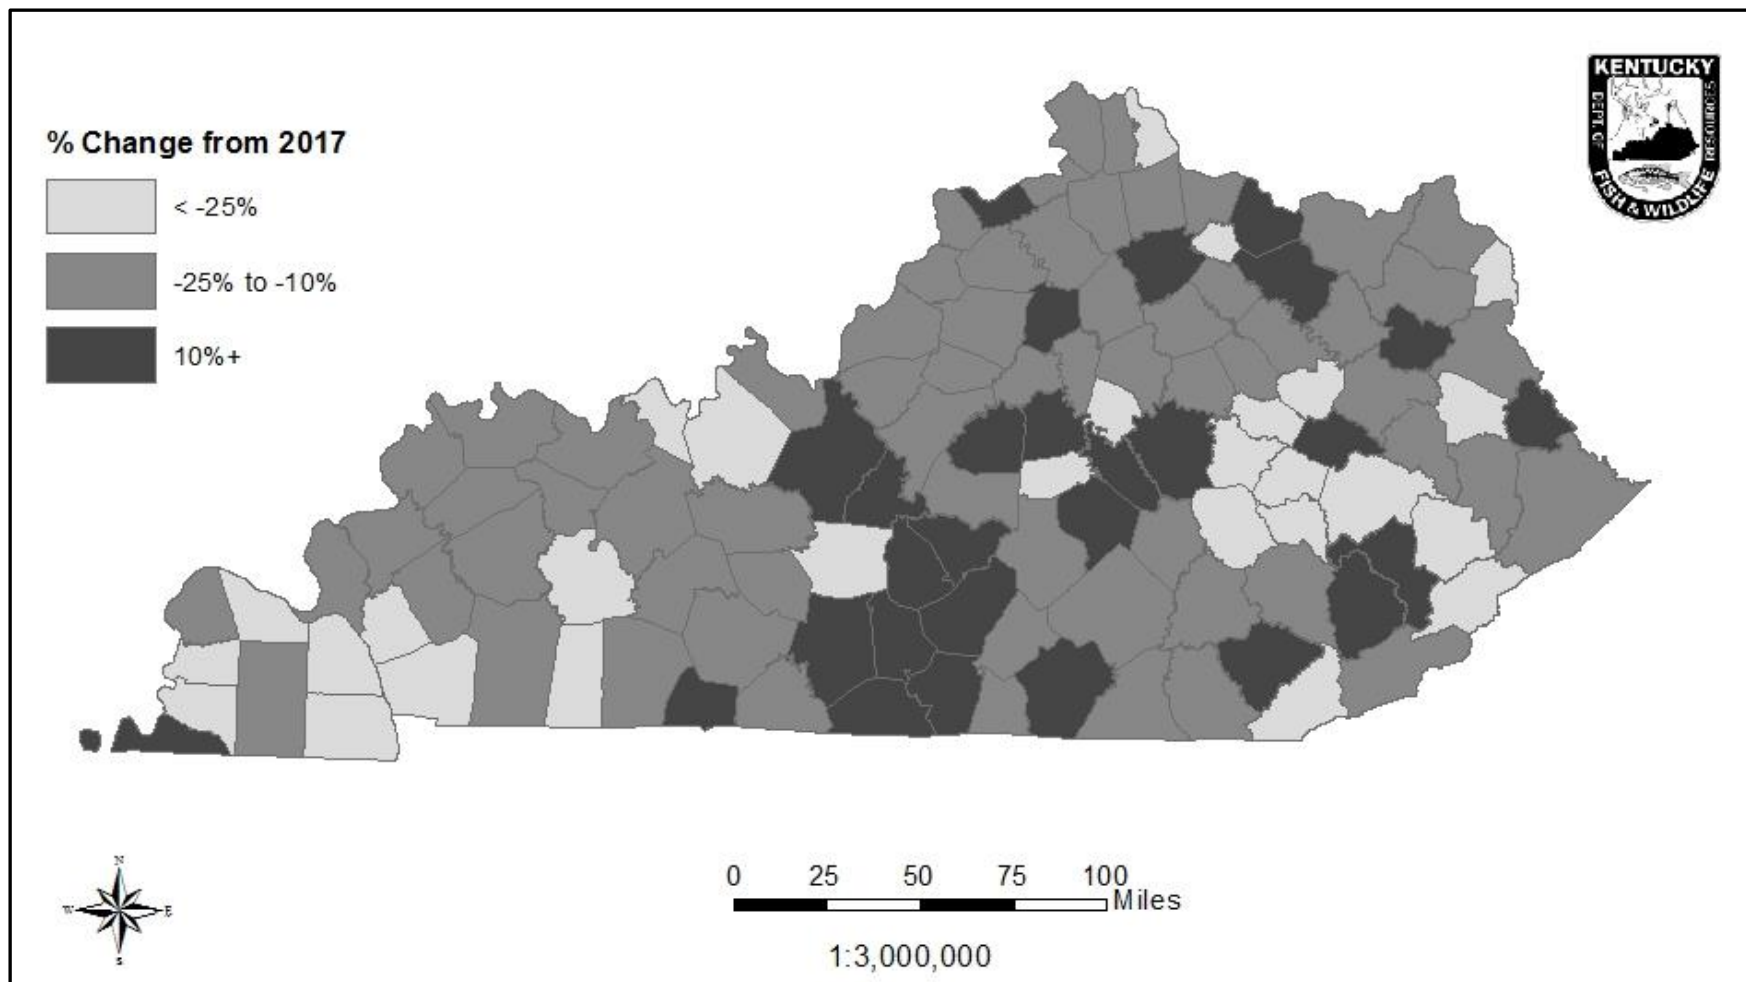 KENTUCKY
DEPT. OF
RESOURCES
FISH & WILDLIFE
% Change from 2017
< -25%
-25% to -10%
10%+
N
W
E
S
0 25 50 75 100
Miles
1:3,000,000